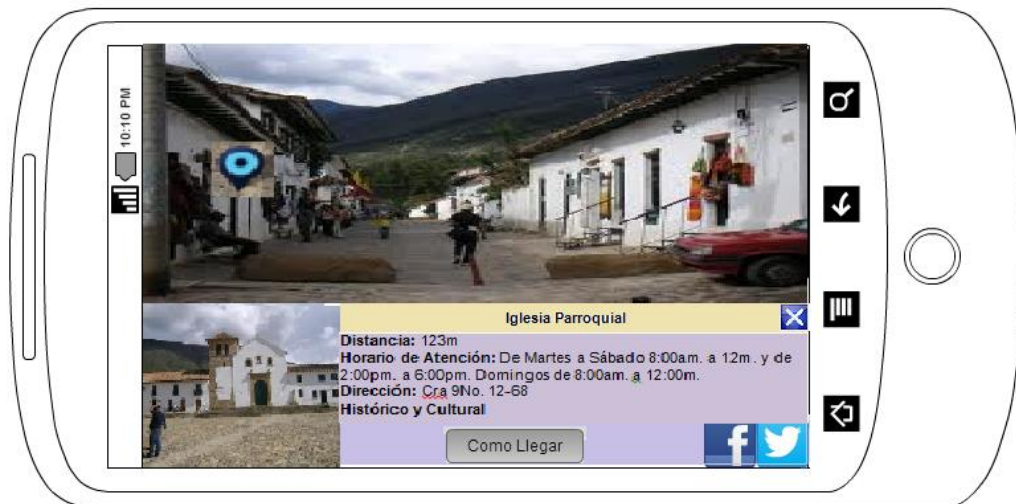 10:10 PM
Iglesia Parroquial
Distancia: 123m
Horario de Atención: De Martes a Sábado 8:00am. a 12m. y de
2:00pm. a 6:00pm. Domingos de 8:00am. a 12:00m.
Dirección: Cra 9No. 12-68
Histórico y Cultural
Como Llegar